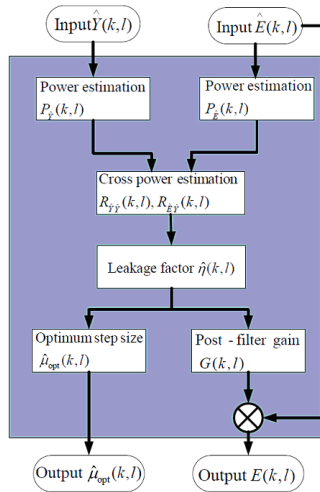 Input Ŷ(k,l)
Input Ê(k,l)
Power estimation
P_Ŷ(k,l)
Power estimation
P_Ê(k,l)
Cross power estimation
R_ŶŶ(k,l), R_ÊŶ(k,l)
Leakage factor η̂(k,l)
Optimum step size
μ̂_opt(k,l)
Post - filter gain
G(k,l)
Output μ̂_opt(k,l)
Output E(k,l)